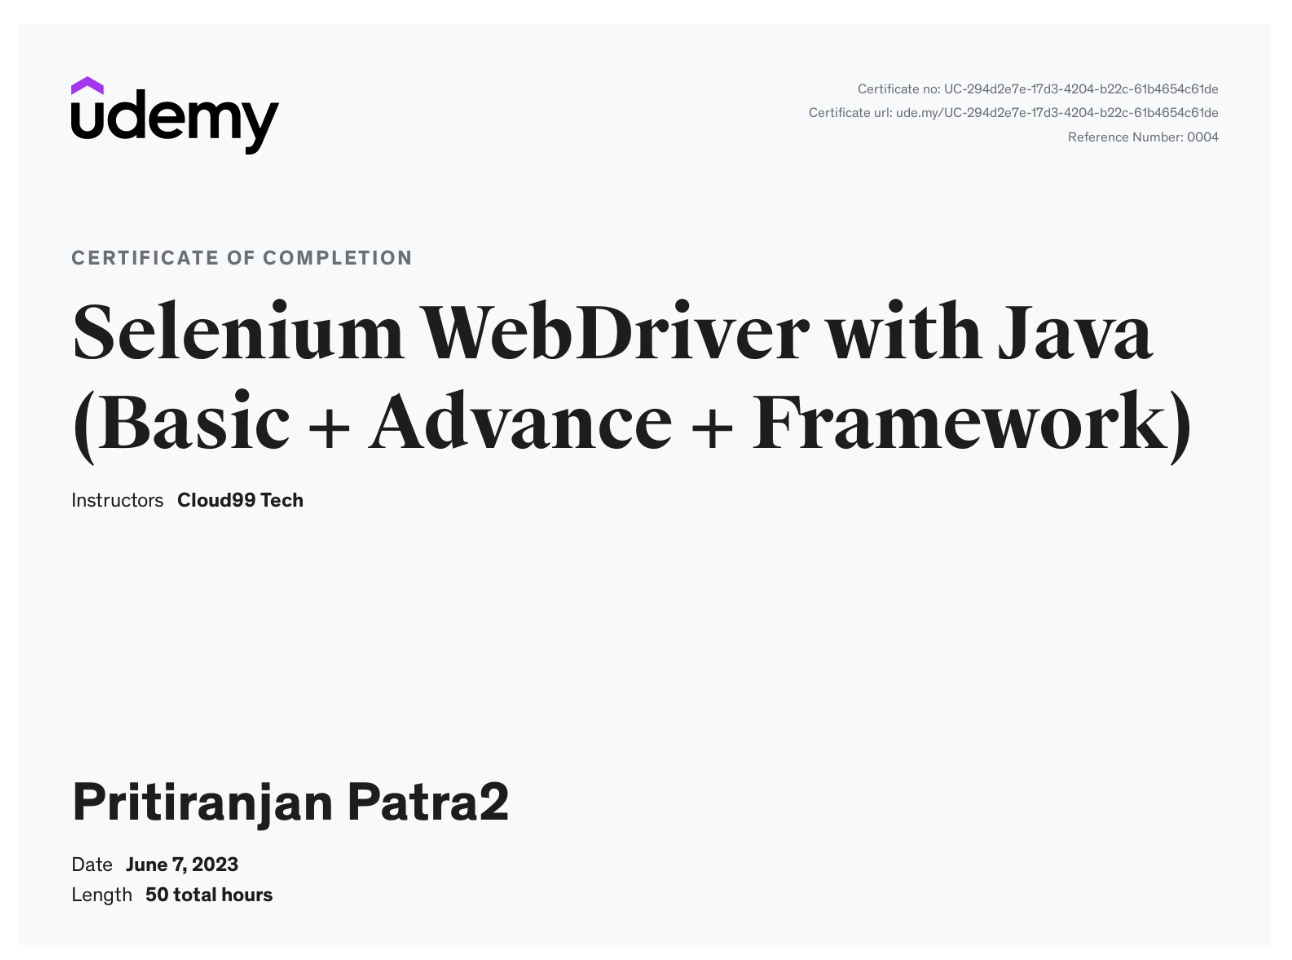 udemy
Certificate no: UC-294d2e7e-17d3-4204-b22c-61b4654c61de
Certificate url: ude.my/UC-294d2e7e-17d3-4204-b22c-61b4654c61de
Reference Number: 0004
CERTIFICATE OF COMPLETION
Selenium WebDriver with Java
(Basic + Advance + Framework)
Instructors Cloud99 Tech
Pritiranjan Patra2
Date June 7, 2023
Length 50 total hours